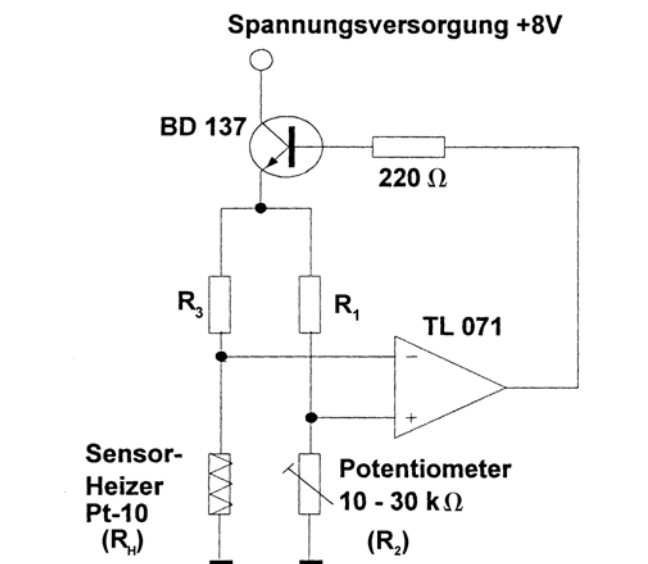 Spannungsversorgung +8V
BD 137
220 Ω
R3
R1
TL 071
−
+
Sensor-
Heizer
Pt-10
(RH)
Potentiometer
10 - 30 kΩ
(R2)